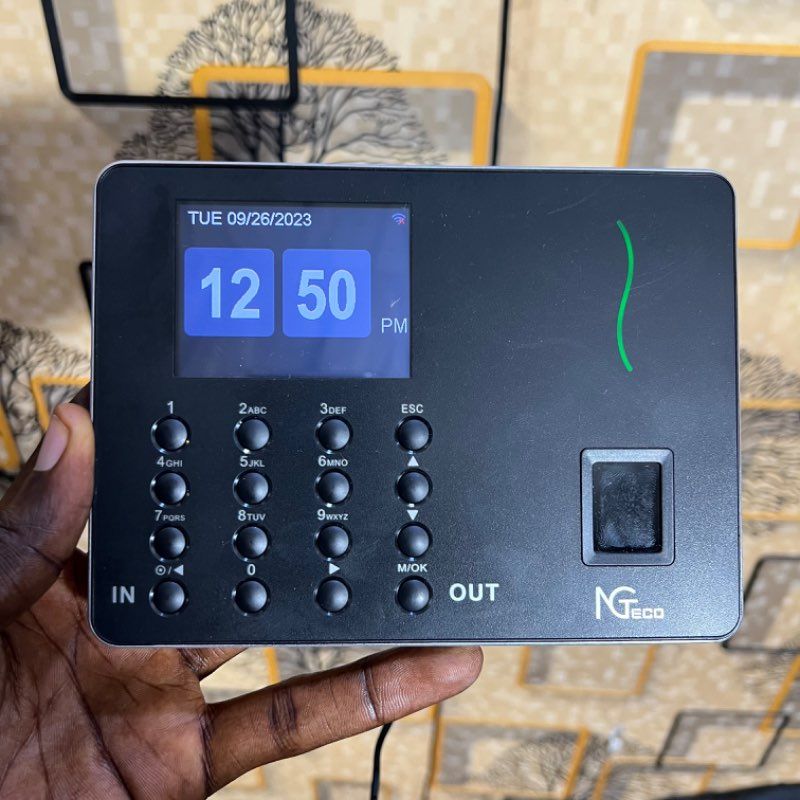 TUE 09/26/2023
12 50 PM
1 2ABC 3DEF ESC
4GHI 5JKL 6MNO ▲
7PQRS 8TUV 9WXYZ ▼
⊙/◀ 0 ▶ M/OK
IN OUT
NGTECO